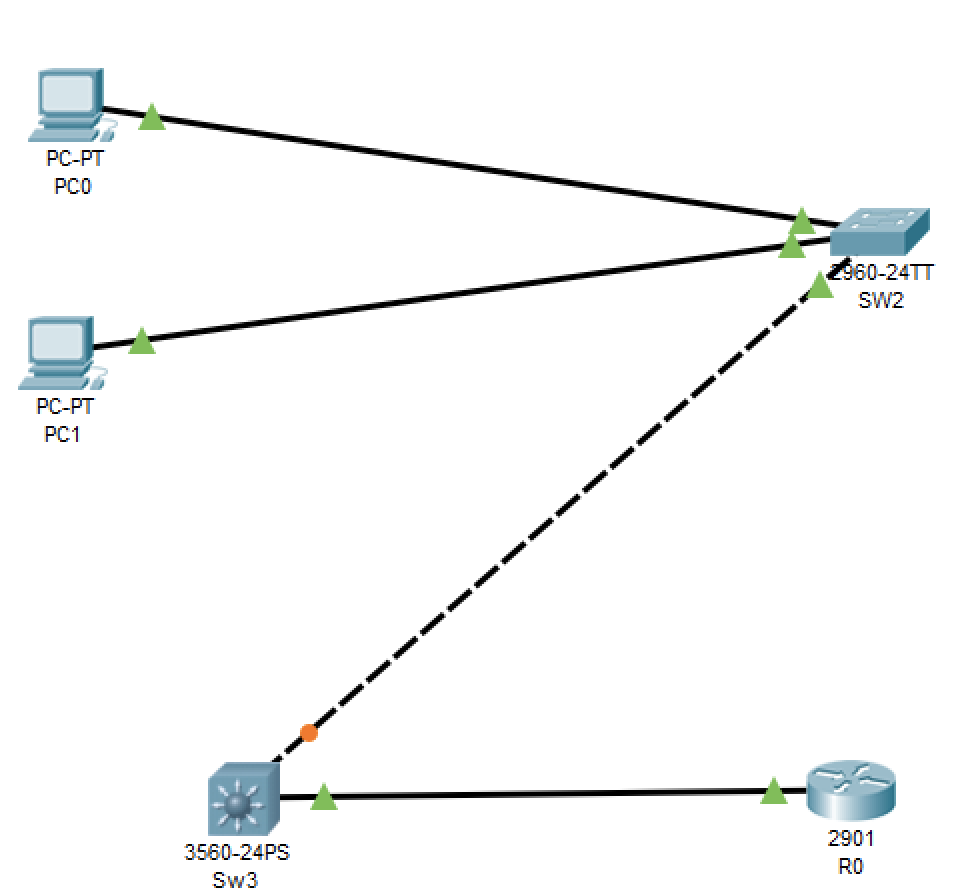 PC-PT
PC0
2960-24TT
SW2
PC-PT
PC1
3560-24PS
Sw3
2901
R0